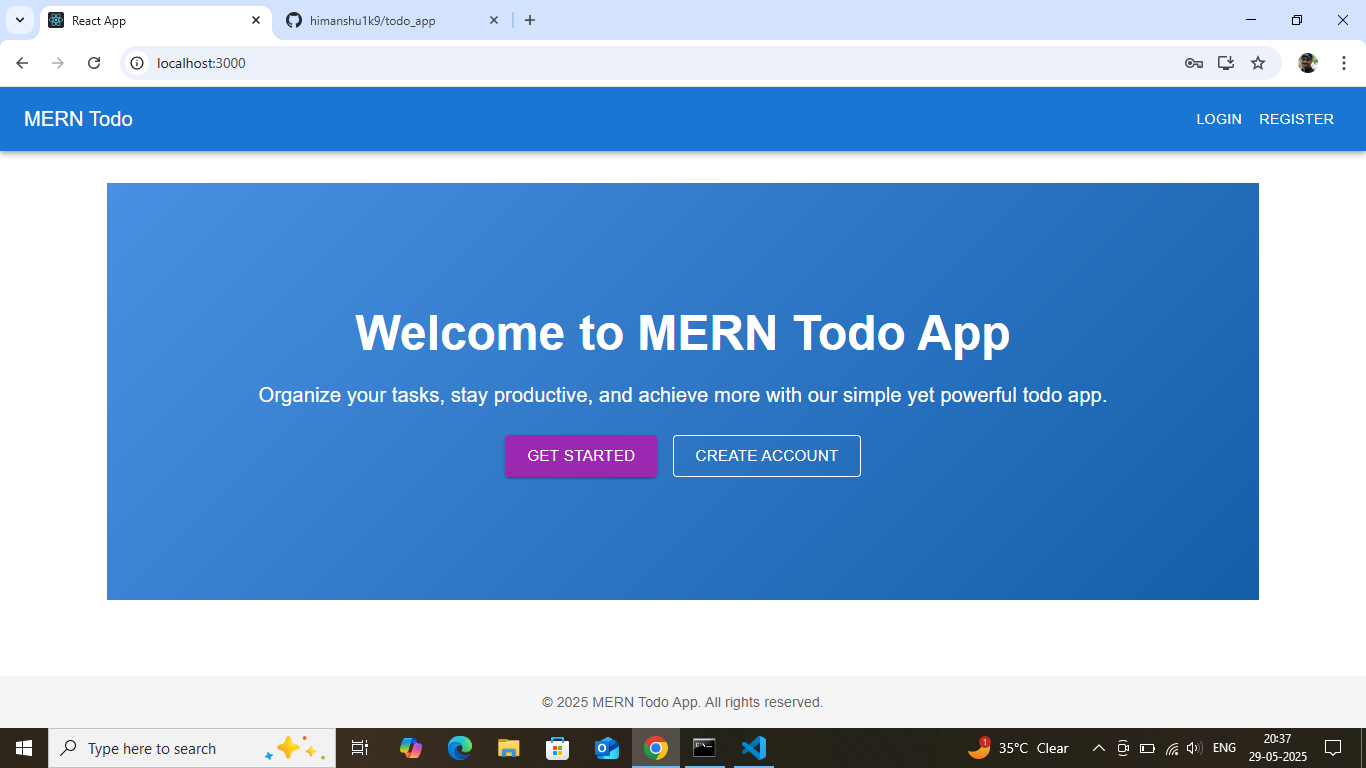 React App
himanshu1k9/todo_app
localhost:3000
MERN Todo
LOGIN REGISTER
Welcome to MERN Todo App
Organize your tasks, stay productive, and achieve more with our simple yet powerful todo app.
GET STARTED CREATE ACCOUNT
© 2025 MERN Todo App. All rights reserved.
Type here to search
1
35°C Clear
ENG
20:37
29-05-2025